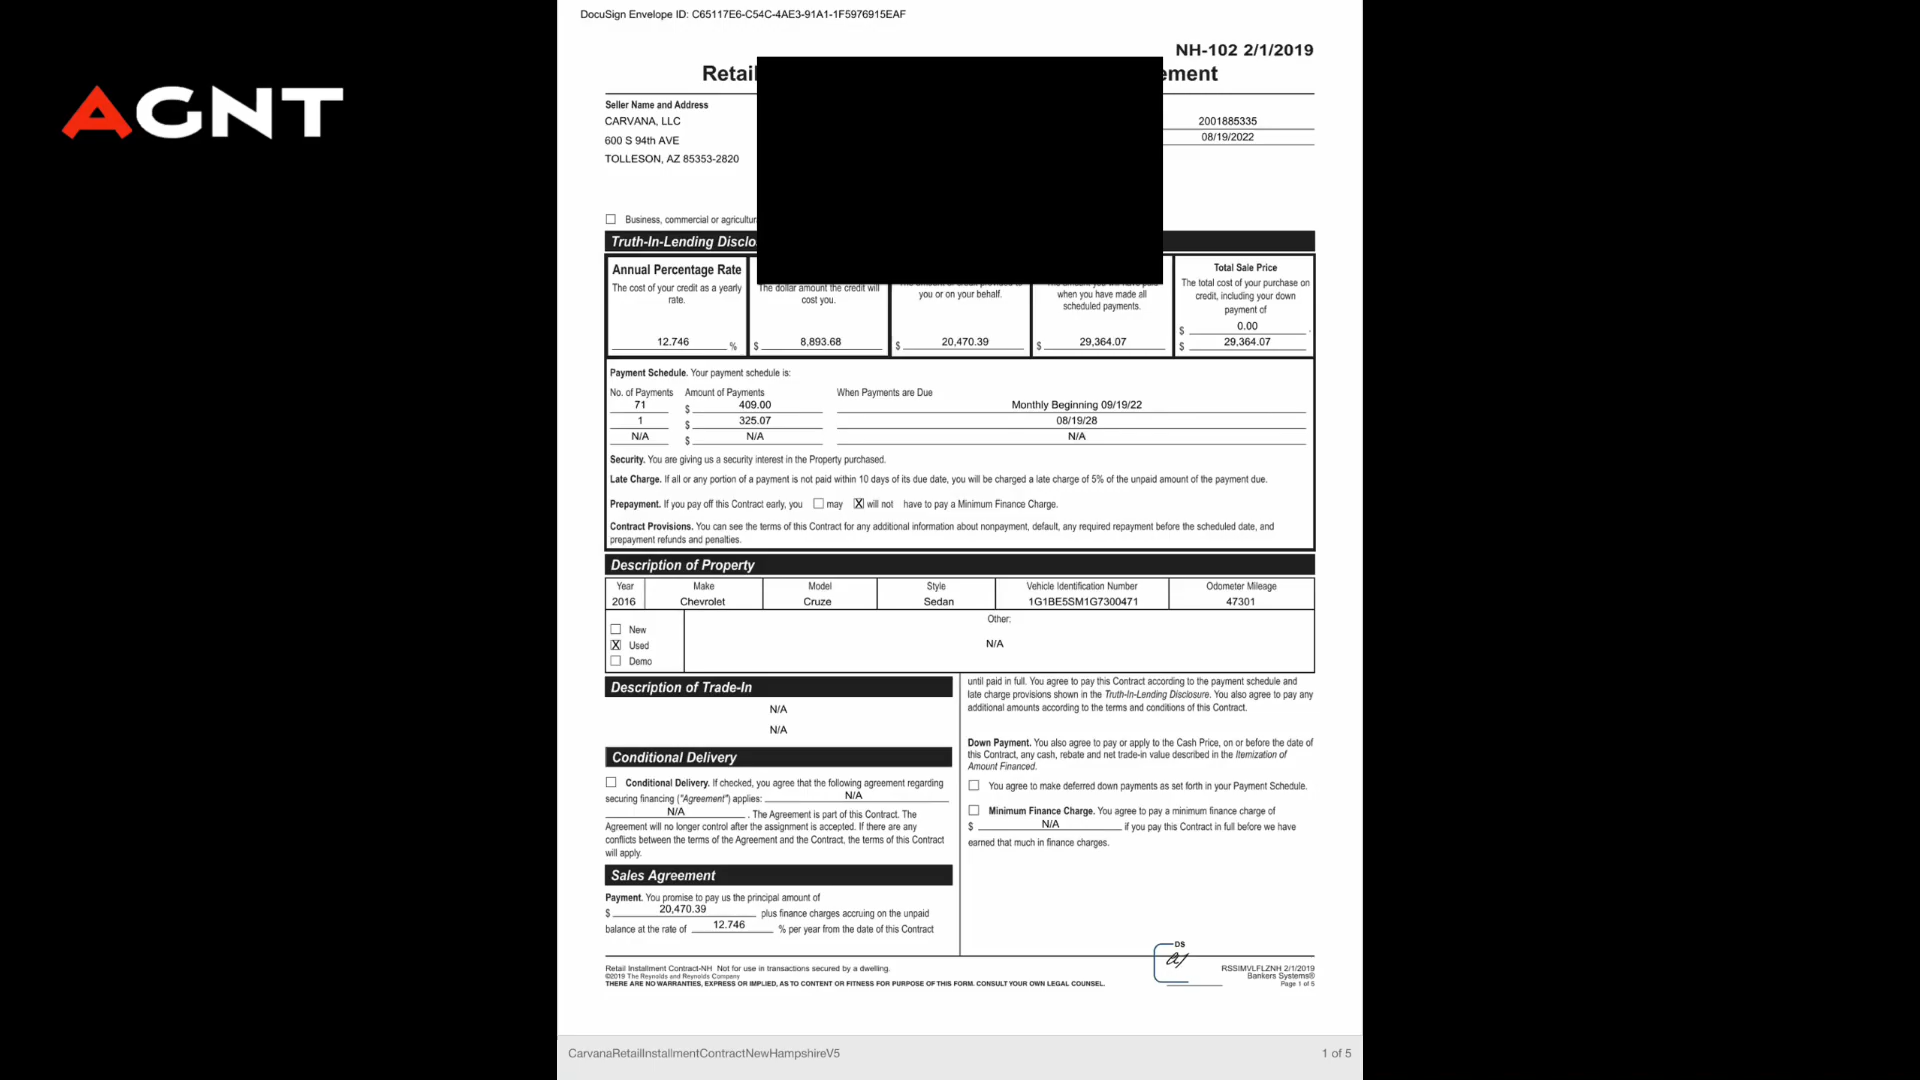 DocuSign Envelope ID: C65117E6-C54C-4AE3-91A1-1F5976915EAF
AGNT
NH-102 2/1/2019
Retail ement
Seller Name and Address
CARVANA, LLC
600 S 94th AVE
TOLLESON, AZ 85353-2820
2001885335
08/19/2022
Business, commercial or agricultur
Truth-In-Lending Disclo
Annual Percentage Rate
The cost of your credit as a yearly
rate.
12.746 %
The dollar amount the credit will
cost you.
$ 8,893.68
you or on your behalf.
$ 20,470.39
when you have made all
scheduled payments.
$ 29,364.07
Total Sale Price
The total cost of your purchase on
credit, including your down
payment of
$ 0.00 .
$ 29,364.07
Payment Schedule. Your payment schedule is:
No. of Payments Amount of Payments When Payments are Due
71 $ 409.00 Monthly Beginning 09/19/22
1 $ 325.07 08/19/28
N/A $ N/A N/A
Security. You are giving us a security interest in the Property purchased.
Late Charge. If all or any portion of a payment is not paid within 10 days of its due date, you will be charged a late charge of 5% of the unpaid amount of the payment due.
Prepayment. If you pay off this Contract early, you may X will not have to pay a Minimum Finance Charge.
Contract Provisions. You can see the terms of this Contract for any additional information about nonpayment, default, any required repayment before the scheduled date, and
prepayment refunds and penalties.
Description of Property
Year Make Model Style Vehicle Identification Number Odometer Mileage
2016 Chevrolet Cruze Sedan 1G1BE5SM1G7300471 47301
New
X Used
Demo
Other:
N/A
Description of Trade-In
N/A
N/A
Conditional Delivery
Conditional Delivery. If checked, you agree that the following agreement regarding
securing financing ("Agreement") applies: N/A
N/A . The Agreement is part of this Contract. The
Agreement will no longer control after the assignment is accepted. If there are any
conflicts between the terms of the Agreement and the Contract, the terms of this Contract
will apply.
Sales Agreement
Payment. You promise to pay us the principal amount of
$ 20,470.39 plus finance charges accruing on the unpaid
balance at the rate of 12.746 % per year from the date of this Contract
until paid in full. You agree to pay this Contract according to the payment schedule and
late charge provisions shown in the Truth-In-Lending Disclosure. You also agree to pay any
additional amounts according to the terms and conditions of this Contract.
Down Payment. You also agree to pay or apply to the Cash Price, on or before the date of
this Contract, any cash, rebate and net trade-in value described in the Itemization of
Amount Financed.
You agree to make deferred down payments as set forth in your Payment Schedule.
Minimum Finance Charge. You agree to pay a minimum finance charge of
$ N/A if you pay this Contract in full before we have
earned that much in finance charges.
DS
Retail Installment Contract-NH Not for use in transactions secured by a dwelling.
©2019 The Reynolds and Reynolds Company
THERE ARE NO WARRANTIES, EXPRESS OR IMPLIED, AS TO CONTENT OR FITNESS FOR PURPOSE OF THIS FORM. CONSULT YOUR OWN LEGAL COUNSEL.
RSSIMVLFLZNH 2/1/2019
Bankers Systems®
Page 1 of 5
CarvanaRetailInstallmentContractNewHampshireV5
1 of 5